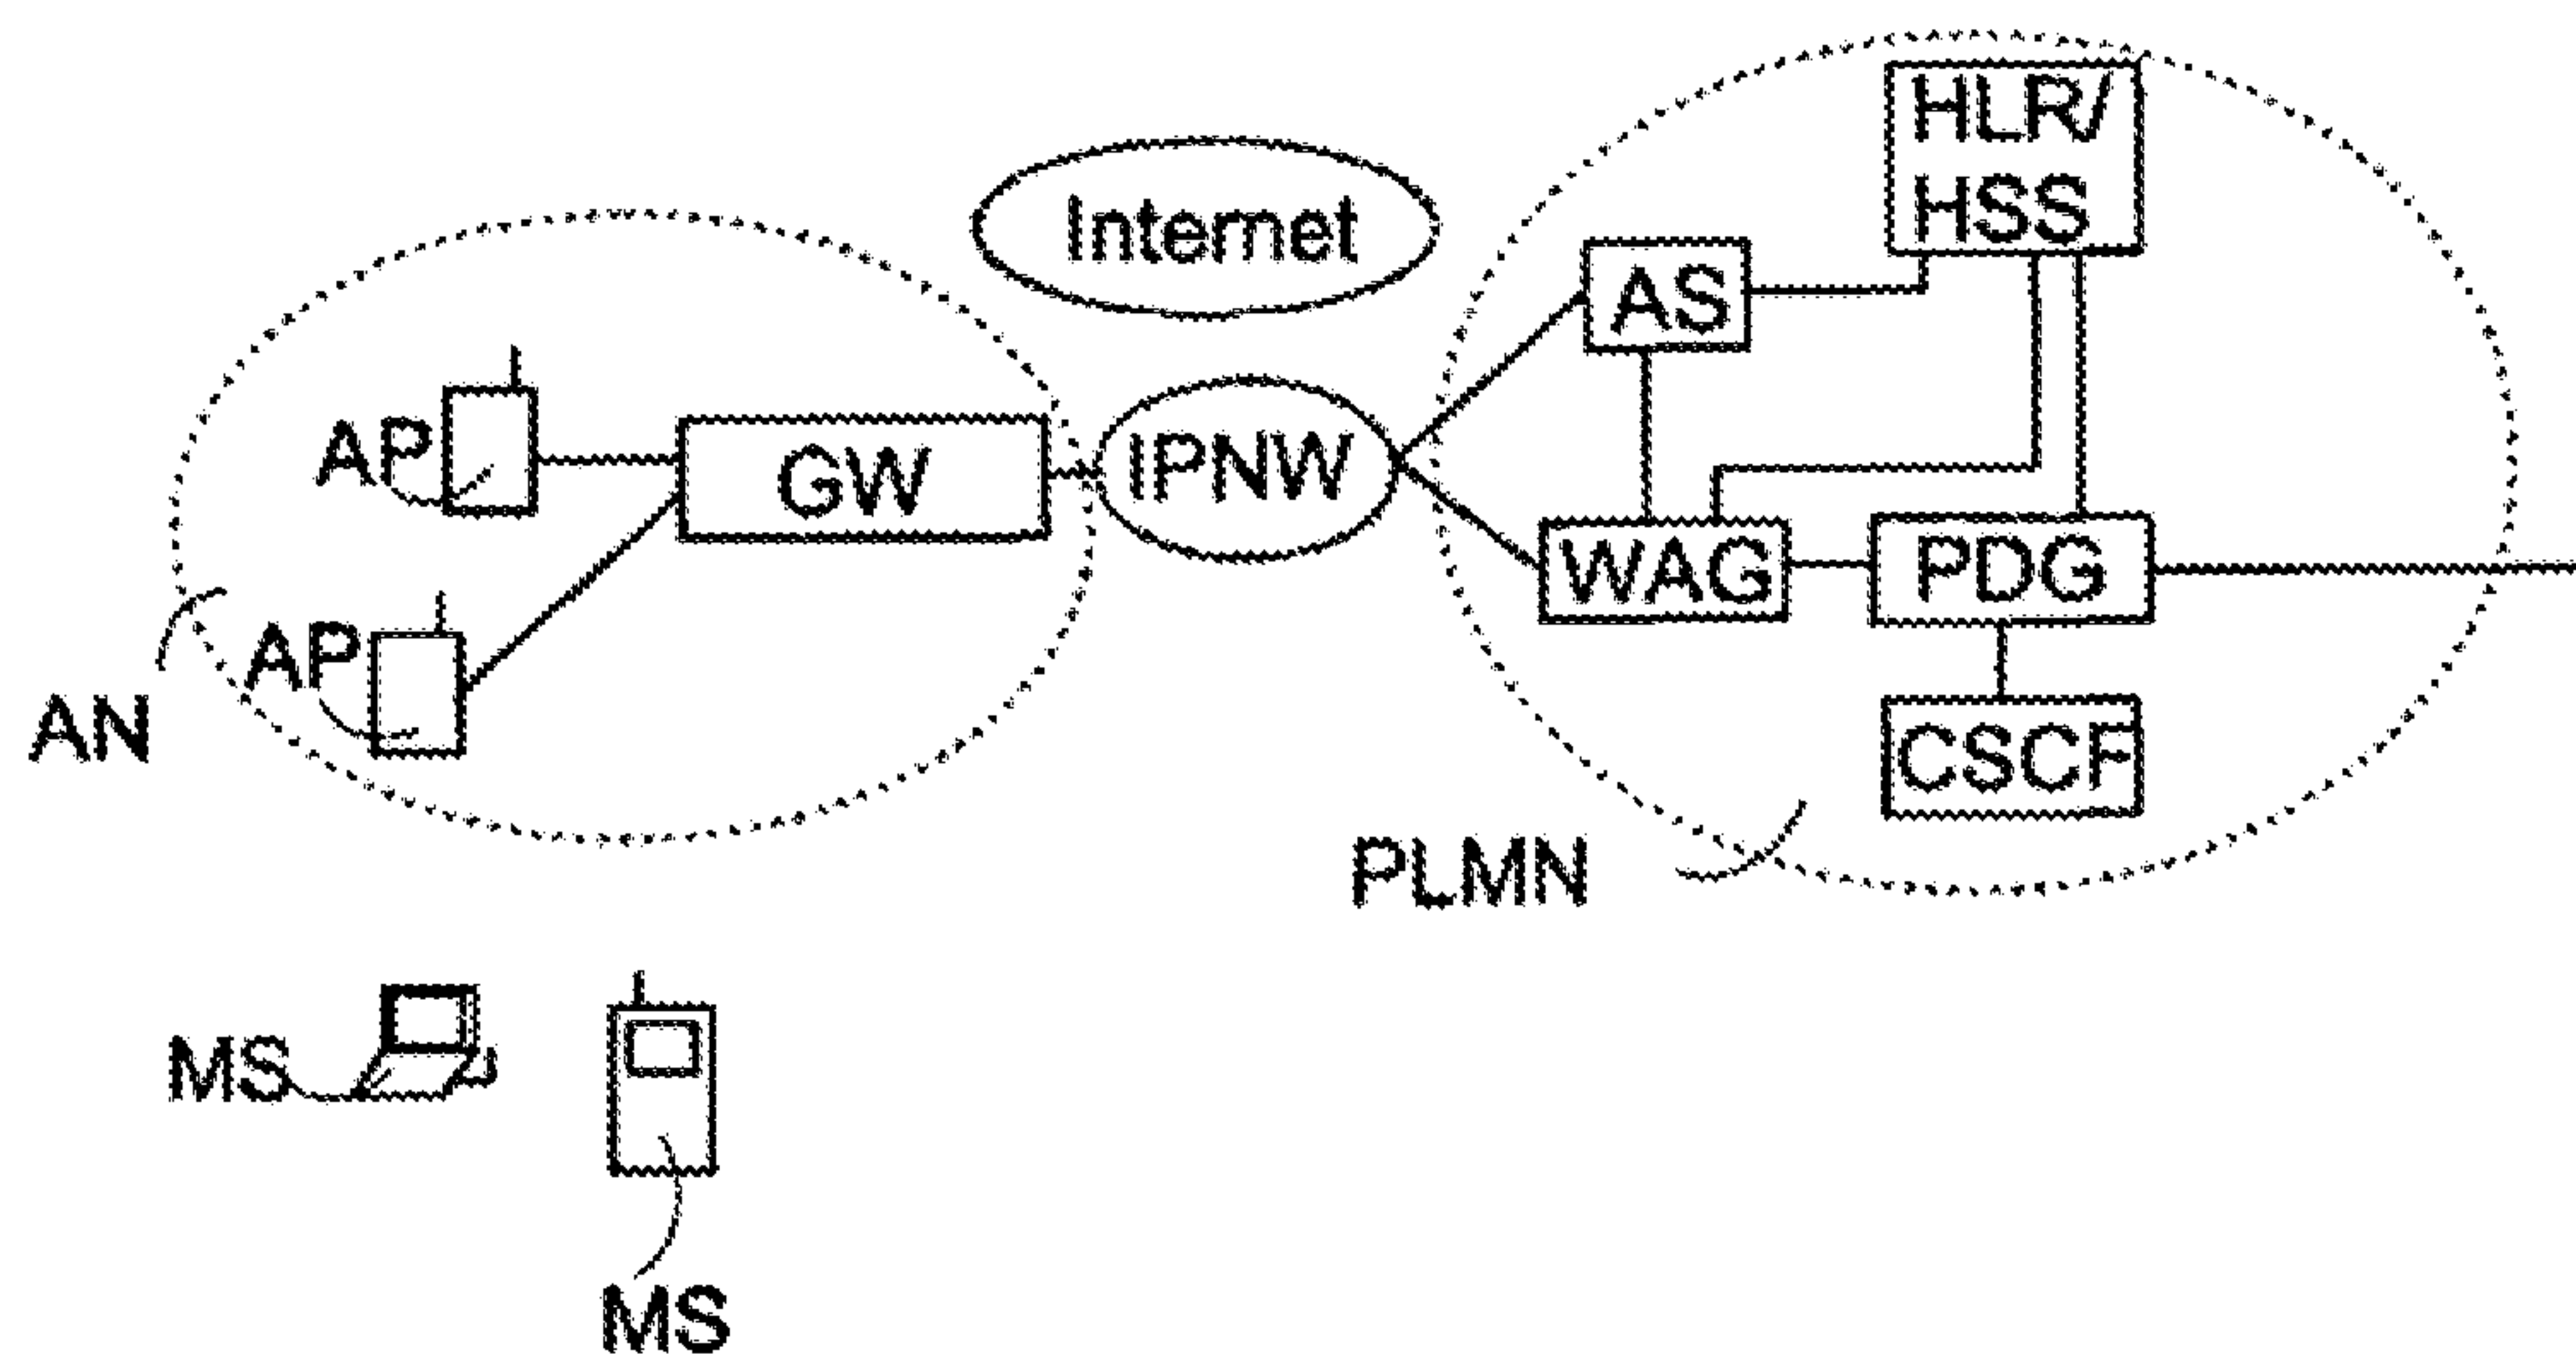 HLR/
HSS
Internet
AS
AP
GW
IPNW
WAG
PDG
AP
AN
CSCF
PLMN
MS
MS